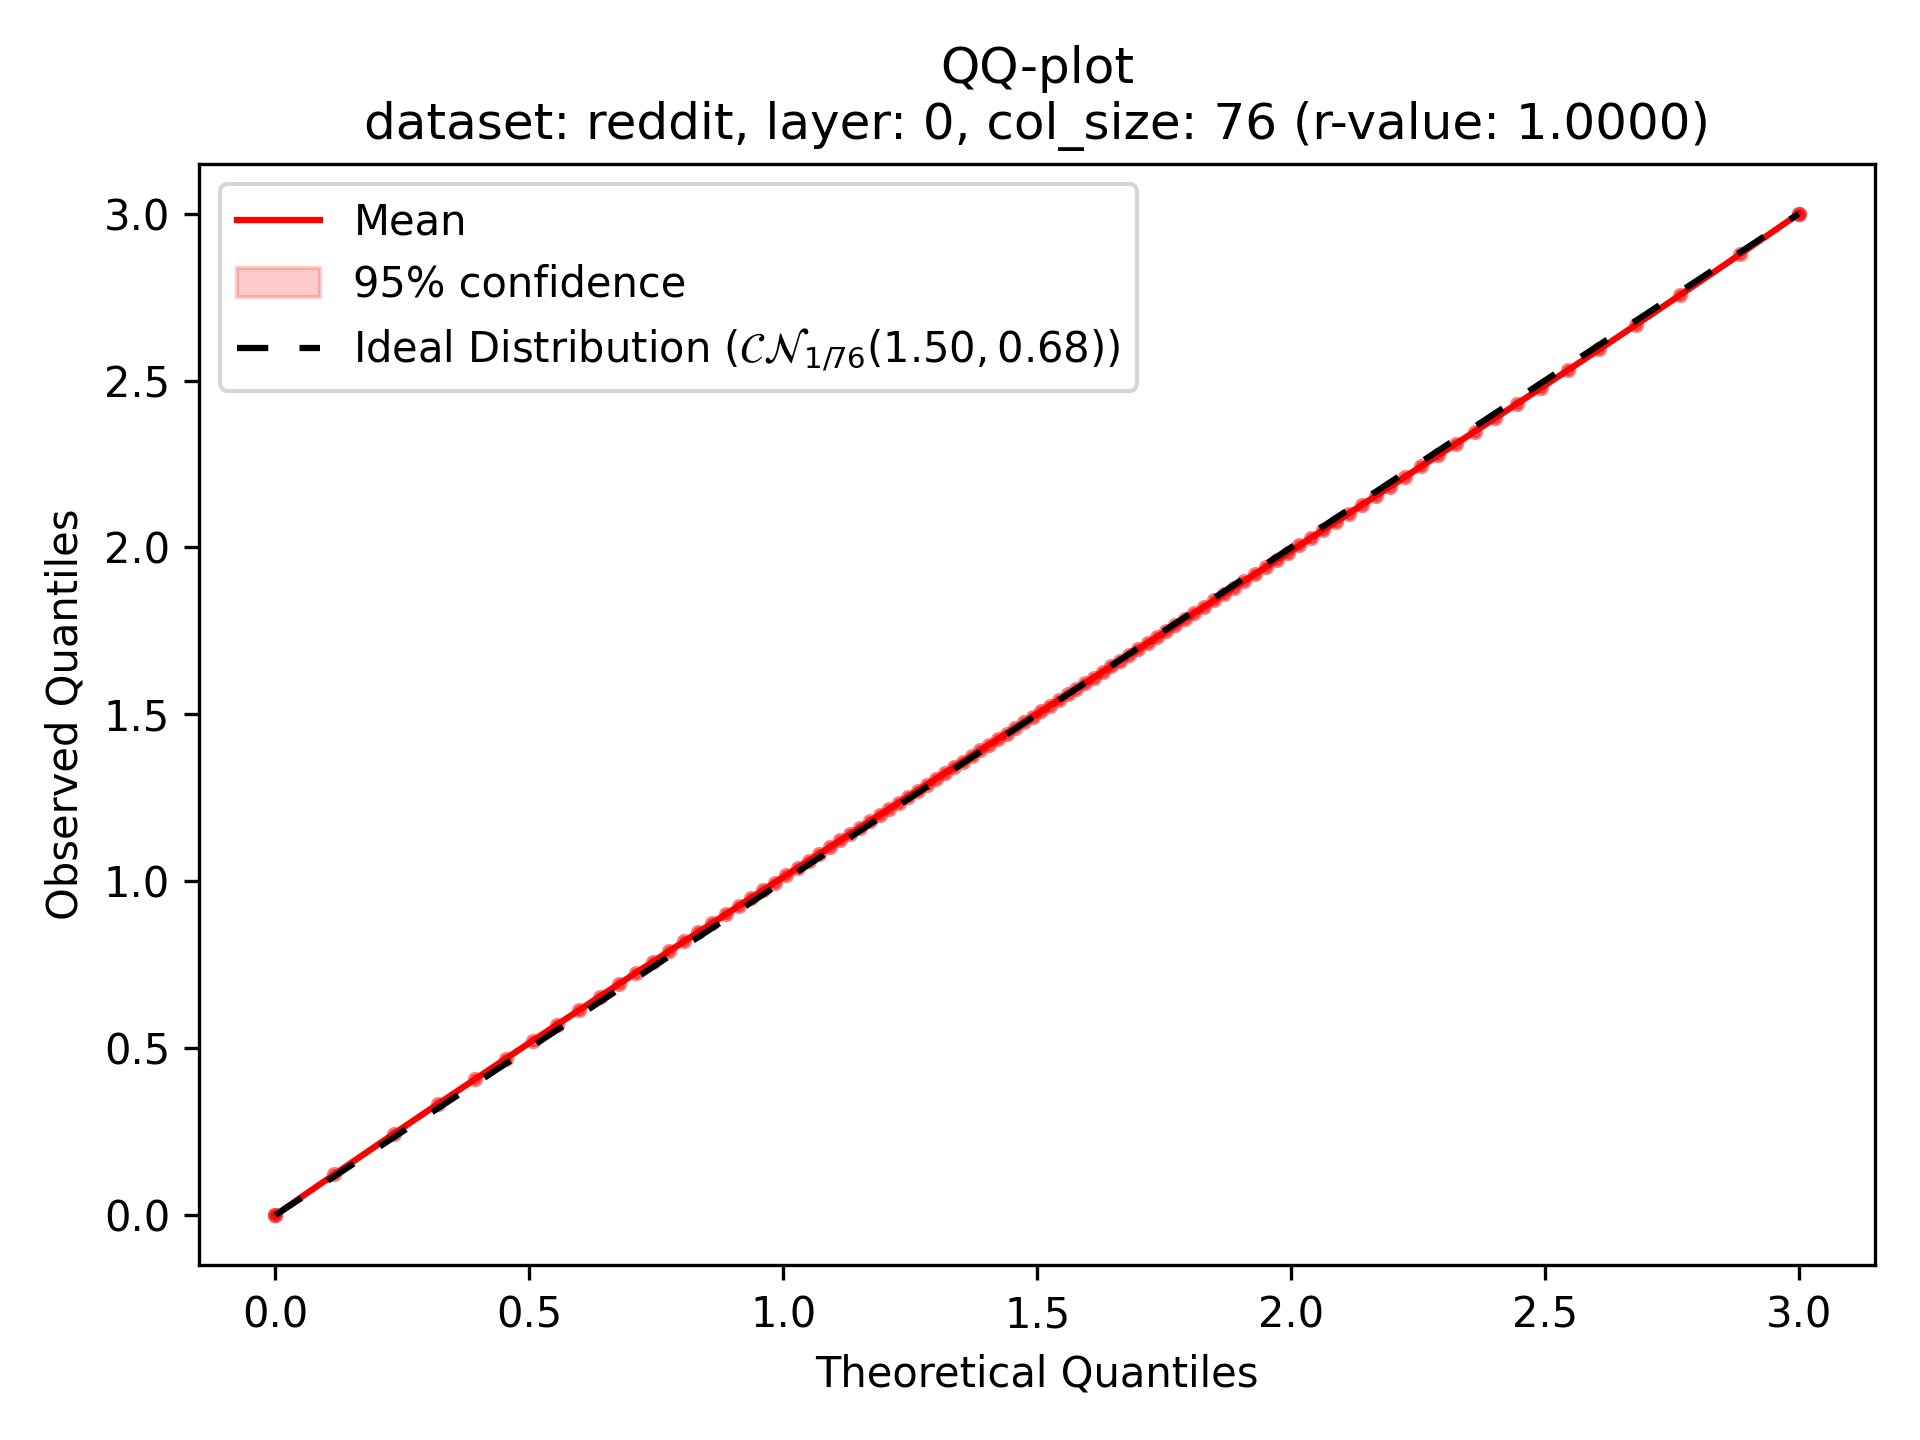 QQ-plot
dataset: reddit, layer: 0, col_size: 76 (r-value: 1.0000)
Mean
95% confidence
Ideal Distribution (𝒞𝒩₁/₇₆(1.50, 0.68))
3.0
2.5
2.0
1.5
1.0
0.5
0.0
Observed Quantiles
0.0 0.5 1.0 1.5 2.0 2.5 3.0
Theoretical Quantiles